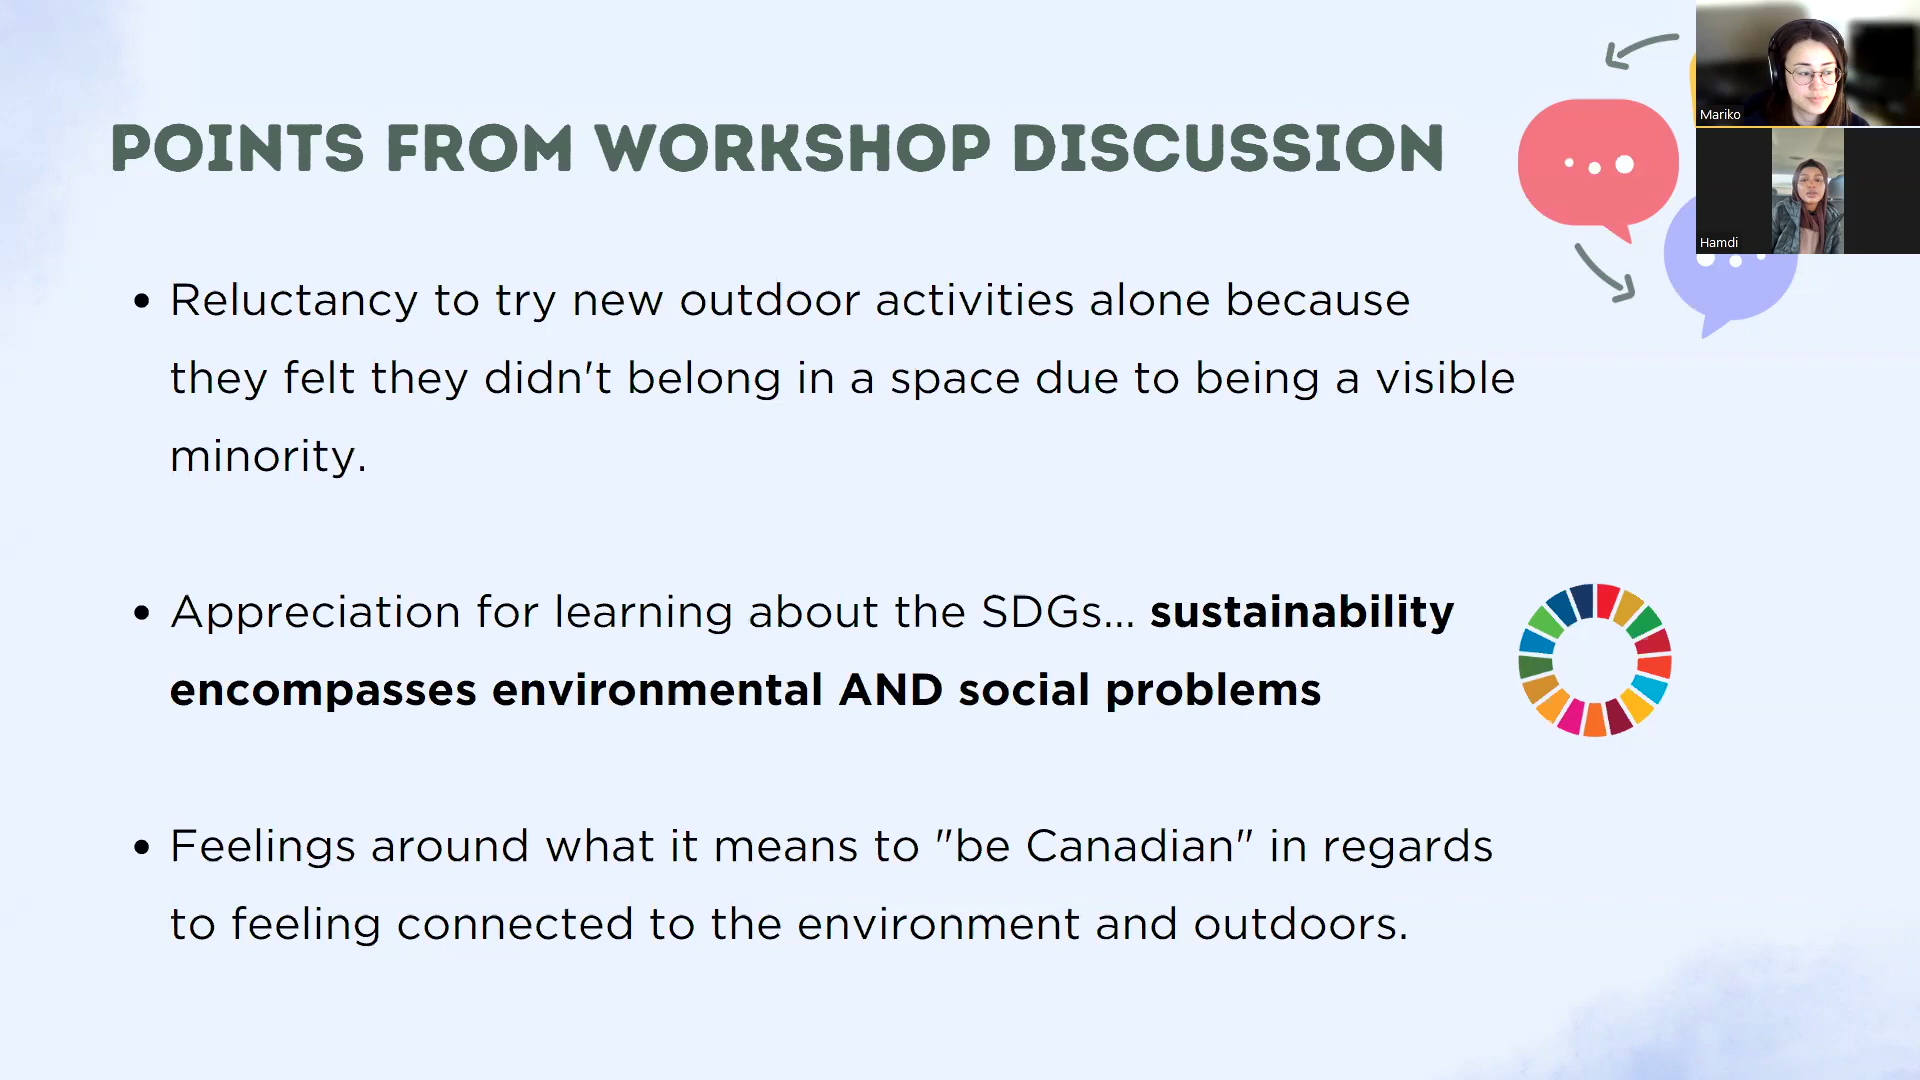 POINTS FROM WORKSHOP DISCUSSION
• Reluctancy to try new outdoor activities alone because
they felt they didn't belong in a space due to being a visible
minority.
• Appreciation for learning about the SDGs... sustainability
encompasses environmental AND social problems
• Feelings around what it means to "be Canadian" in regards
to feeling connected to the environment and outdoors.
Mariko
Hamdi